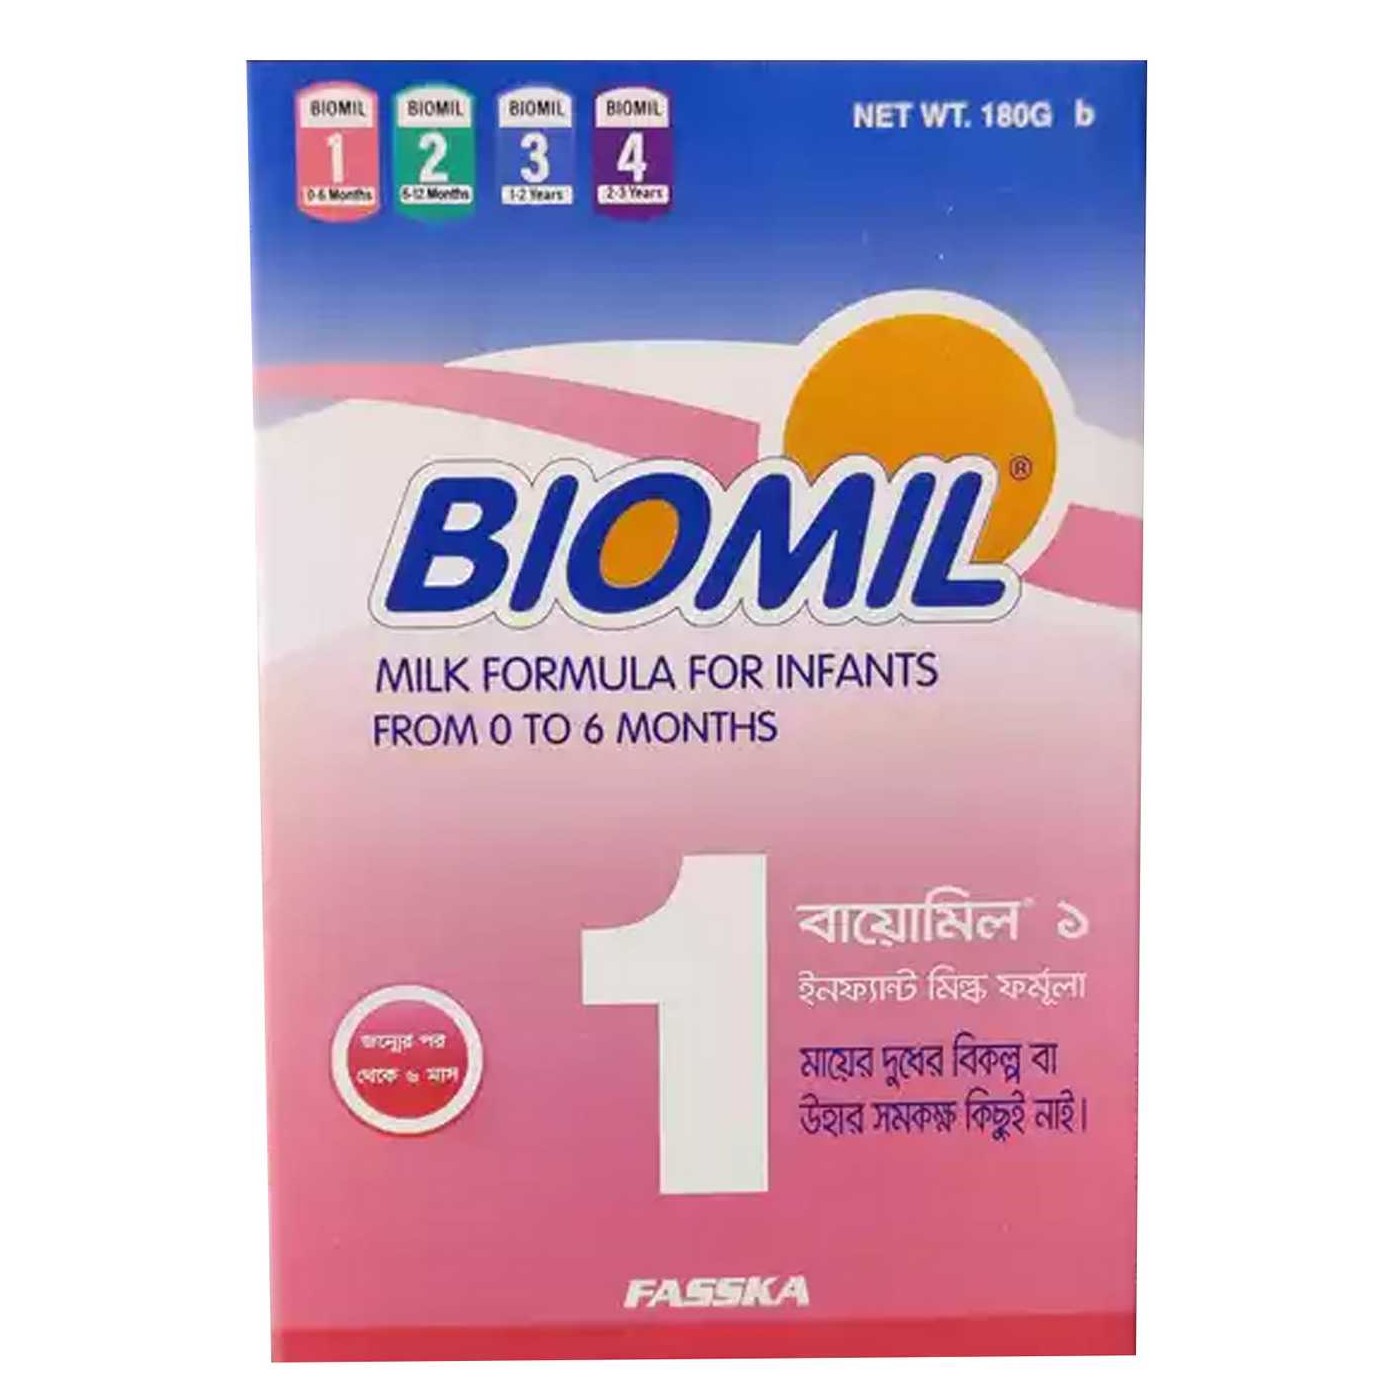 BIOMIL
1
0-6 Months
BIOMIL
2
6-12 Months
BIOMIL
3
1-2 Years
BIOMIL
4
2-3 Years
NET WT. 180G b
BIOMIL®
MILK FORMULA FOR INFANTS
FROM 0 TO 6 MONTHS
1
বায়োমিল® ১
ইনফ্যান্ট মিল্ক ফর্মূলা
মায়ের দুধের বিকল্প বা
উহার সমকক্ষ কিছুই নাই।
জন্মের পর
থেকে ৬ মাস
FASSKA